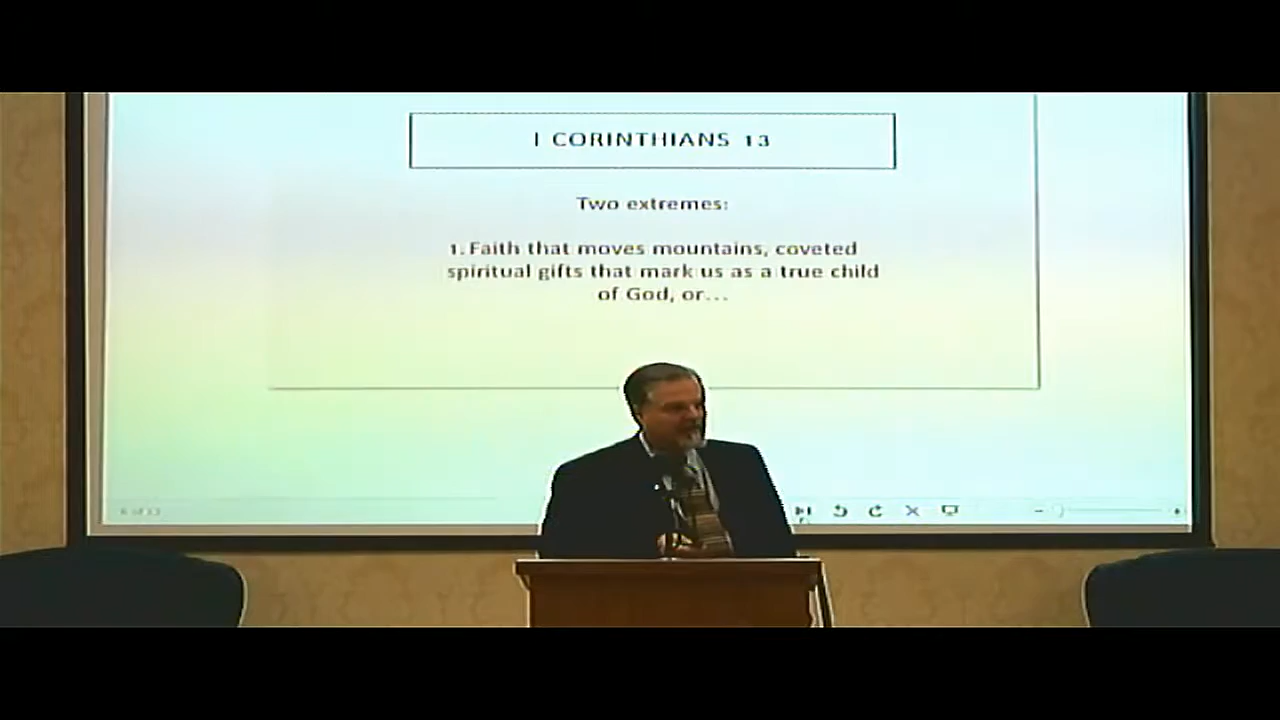 I CORINTHIANS 13
Two extremes:
1. Faith that moves mountains, coveted
spiritual gifts that mark us as a true child
of God, or...